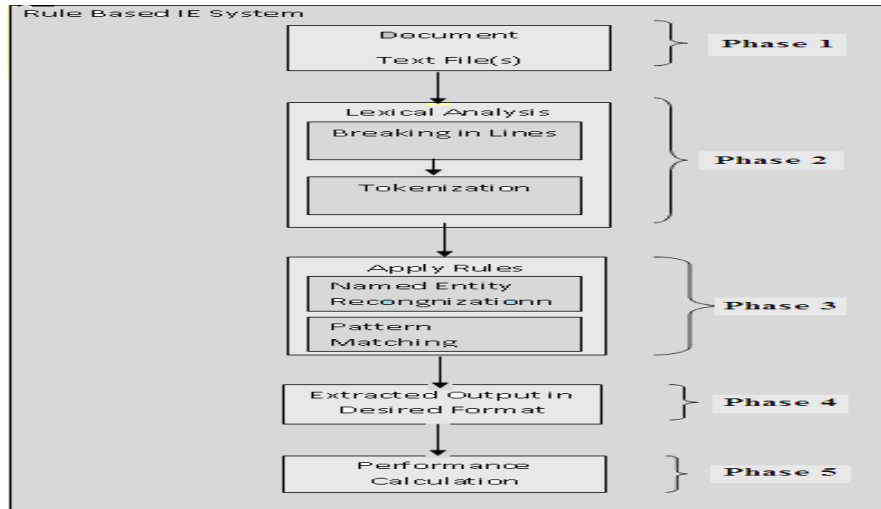 Rule Based IE System
Document
Text File(s)
Phase 1
Lexical Analysis
Breaking in Lines
Tokenization
Phase 2
Apply Rules
Named Entity
Recongnizationn
Pattern
Matching
Phase 3
Extracted Output in
Desired Format
Phase 4
Performance
Calculation
Phase 5